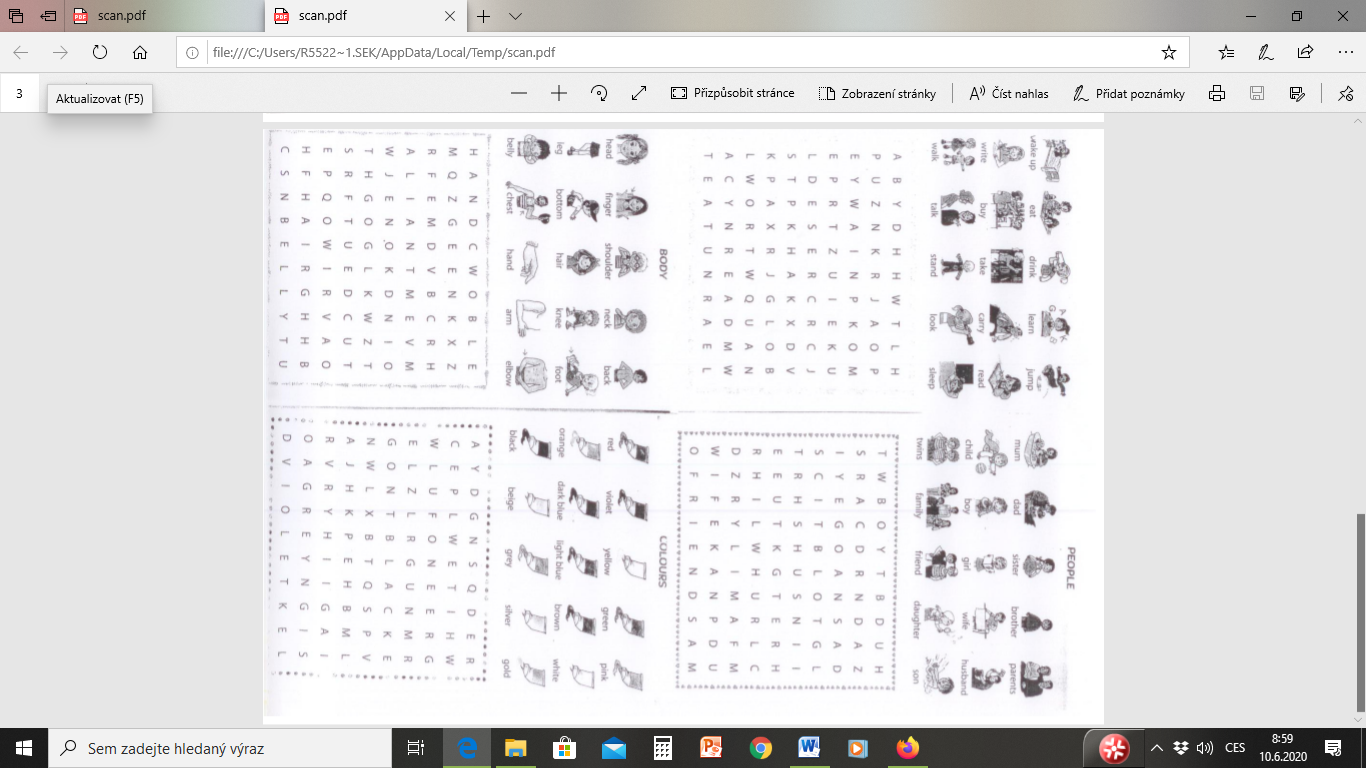 scan.pdf
scan.pdf
file:///C:/Users/R5522~1.SEK/AppData/Local/Temp/scan.pdf
3
Aktualizovat (F5)
Přizpůsobit stránce
Zobrazení stránky
Číst nahlas
Přidat poznámky
wake up eat drink learn jump
write buy take carry read
walk talk stand look sleep
A B Y D H H W T L H
P U Z N K R J A O P
E Y W A I N P K O M
E P R T Z U I E K U
L D E S E R C R C J
S T P K H A K X D V
K P A X R J G L O B
L W O R T W Q U A N
A C Y N R E A D M W
T E A T U N R A E L
PEOPLE
mum dad sister brother parents
child boy girl wife husband
twins family friend daughter son
T W B O Y T B D U H
S R A C D R N D A Z
I Y E G O A N S A D
S C I T B L O T G L
T R H S H U S N I I
E E U T K G T E R H
R H I L W H U R L C
D Z R Y L I M A F M
W I F E K A N P D U
O F R I E N D S A M
BODY
head finger shoulder neck back
leg bottom hair knee foot
belly chest hand arm elbow
H A N D C W O B L E
M Q Z G E E N K X Z
R F E M D V B C R H
A L I A N T M E V M
W J E N O K D N I O
T H G O G L K W Z T
S R F T U E D C U T
E P Q O W I R V A O
H F H A I R G H H B
C S N B E L L Y T U
COLOURS
red violet yellow green pink
orange dark blue light blue brown white
black beige grey silver gold
A Y D G N S Q D E R
C E P L W E T I H W
W L U F O N E E R G
E L Z L R G U N M R
G O N T B L A C K E
N W L X B T Q S P V
A J H K P E H B M L
R V R Y H I I G A I
O A G R E Y N G I S
D V I O L E T K E L
Sem zadejte hledaný výraz
CES
8:59
10.6.2020